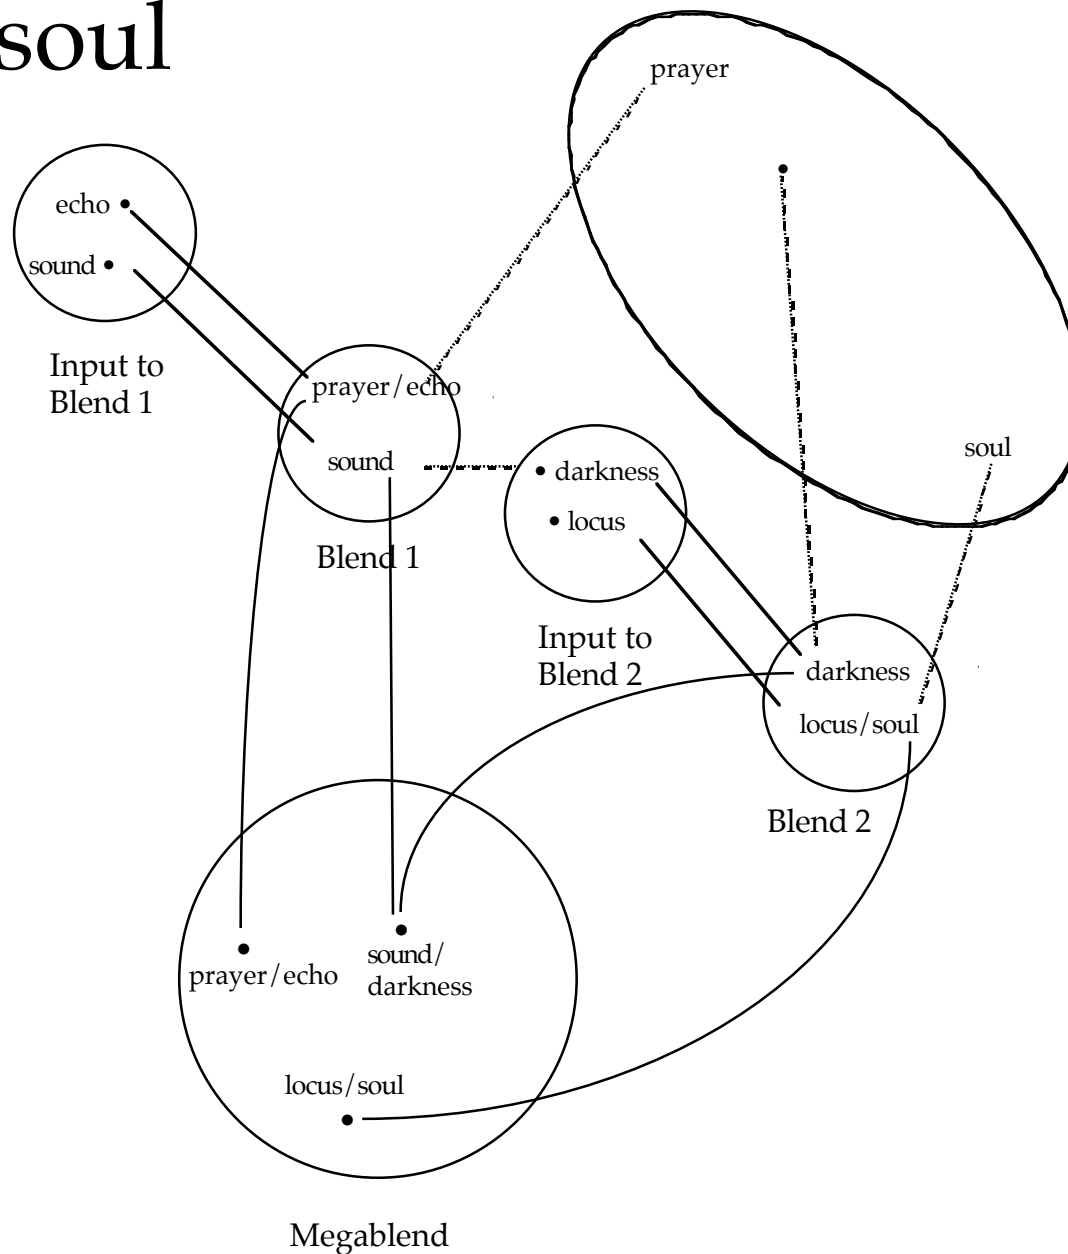 soul
prayer
echo
sound
Input to
Blend 1
prayer/echo
sound
Blend 1
darkness
locus
Input to
Blend 2
soul
darkness
locus/soul
Blend 2
prayer/echo
sound/
darkness
locus/soul
Megablend